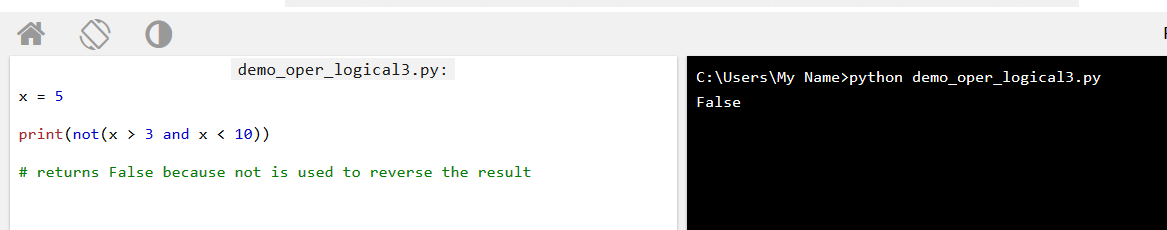 demo_oper_logical3.py:
x = 5
print(not(x > 3 and x < 10))
# returns False because not is used to reverse the result
C:\Users\My Name>python demo_oper_logical3.py
False